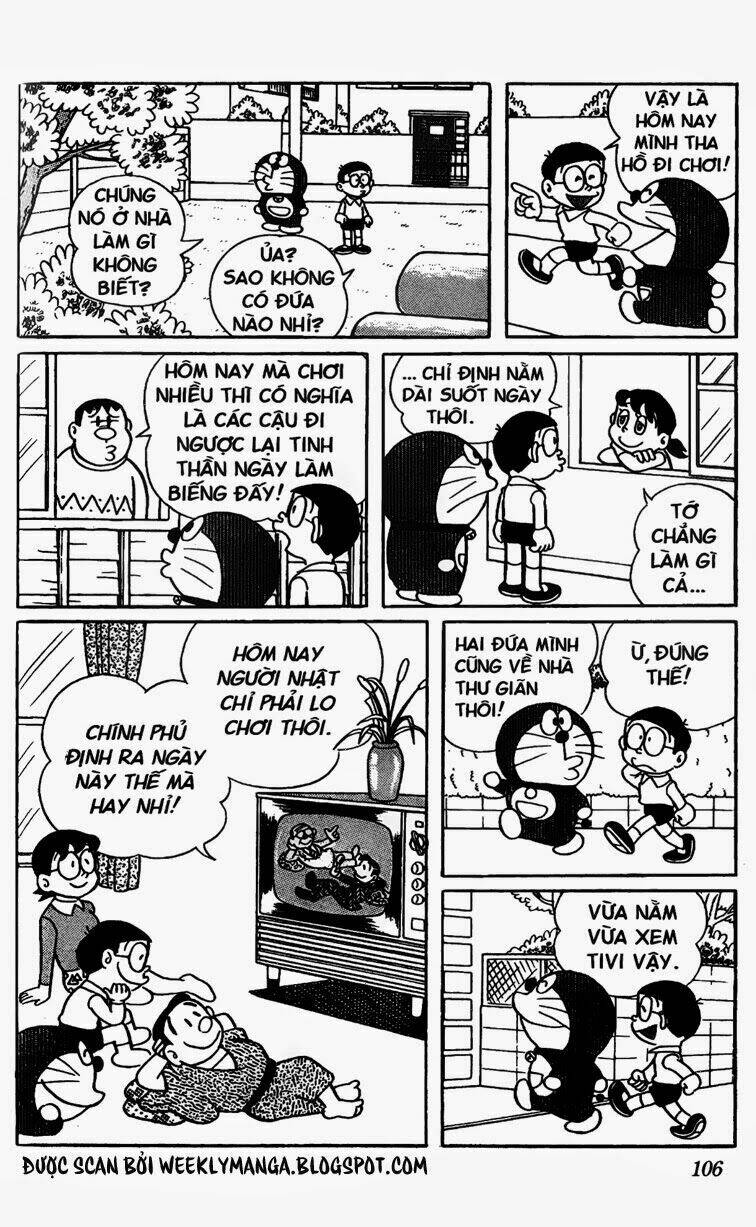 VẬY LÀ
HÔM NAY
MÌNH THA
HỒ ĐI CHƠI!
ỦA?
SAO KHÔNG
CÓ ĐỨA
NÀO NHỈ?
CHÚNG
NÓ Ở NHÀ
LÀM GÌ
KHÔNG
BIẾT?
TỚ
CHẲNG
LÀM GÌ
CẢ...
... CHỈ ĐỊNH NẰM
DÀI SUỐT NGÀY
THÔI.
HÔM NAY MÀ CHƠI
NHIỀU THÌ CÓ NGHĨA
LÀ CÁC CẬU ĐI
NGƯỢC LẠI TINH
THẦN NGÀY LÀM
BIẾNG ĐẤY!
Ừ, ĐÚNG
THẾ!
HAI ĐỨA MÌNH
CŨNG VỀ NHÀ
THƯ GIÃN
THÔI!
VỪA NẰM
VỪA XEM
TIVI VẬY.
HÔM NAY
NGƯỜI NHẬT
CHỈ PHẢI LO
CHƠI THÔI.
CHÍNH PHỦ
ĐỊNH RA NGÀY
NÀY THẾ MÀ
HAY NHỈ!
ĐƯỢC SCAN BỞI WEEKLYMANGA.BLOGSPOT.COM
106